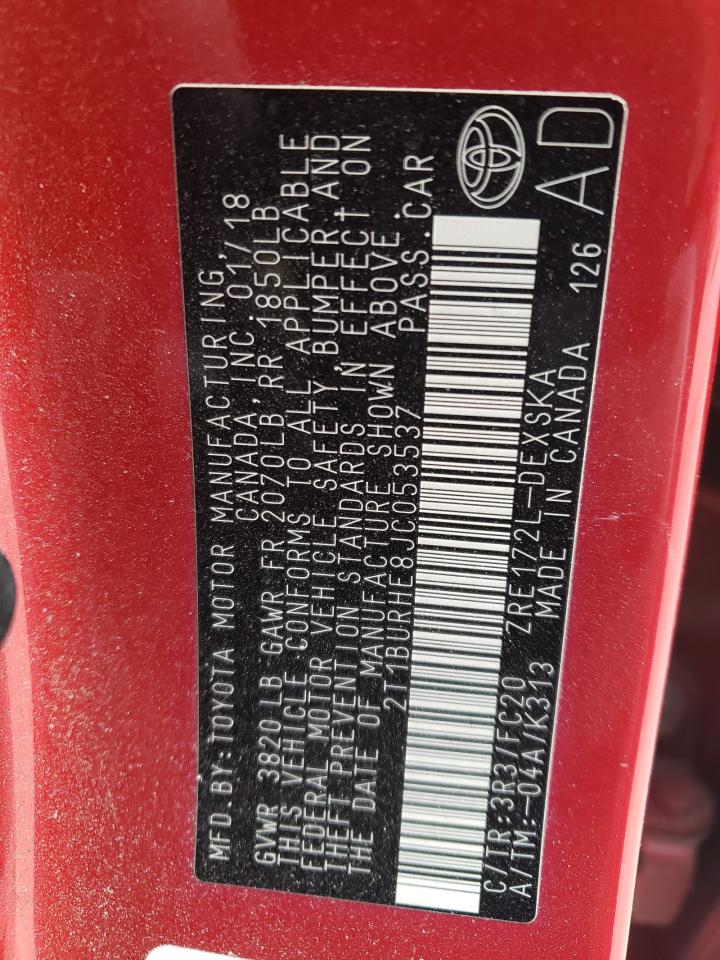 MFD.BY:TOYOTA MOTOR MANUFACTURING,
CANADA, INC. 01/18
GVWR 3820 LB GAWR FR 2070LB RR 1850LB
THIS VEHICLE CONFORMS TO ALL APPLICABLE
FEDERAL MOTOR VEHICLE SAFETY, BUMPER, AND
THEFT PREVENTION STANDARDS IN EFFECT ON
THE DATE OF MANUFACTURE SHOWN ABOVE.
2T1BURHE8JC053537 PASS.CAR
C/TR:3R3/FC20 ZRE172L-DEXSKA
A/TM:-04A/K313 MADE IN CANADA 126
AD